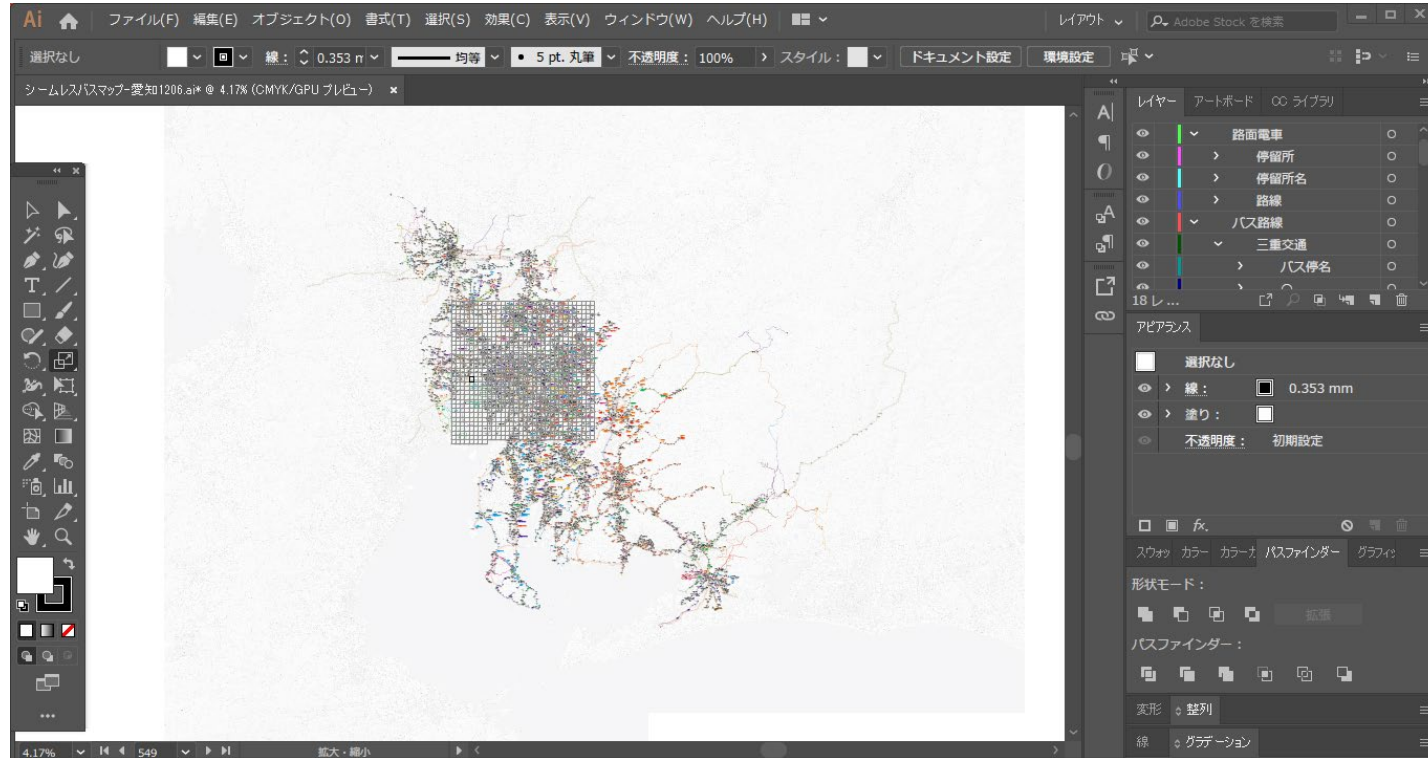 Ai ファイル(F) 編集(E) オブジェクト(O) 書式(T) 選択(S) 効果(C) 表示(V) ウィンドウ(W) ヘルプ(H) レイアウト Adobe Stock を検索
選択なし 線: 0.353 m 均等 5 pt. 丸筆 不透明度: 100% スタイル: ドキュメント設定 環境設定
シームレスバスマップ-愛知1206.ai* @ 4.17% (CMYK/GPU プレビュー) ×
レイヤー アートボード CC ライブラリ
路面電車
停留所
停留所名
路線
バス路線
三重交通
バス停名
18 レ...
アピアランス
選択なし
線: 0.353 mm
塗り:
不透明度: 初期設定
fx.
スウォッ カラー カラーガ パスファインダー グラフィッ
形状モード:
拡張
パスファインダー:
変形 整列
線 グラデーション
4.17% 549 拡大・縮小